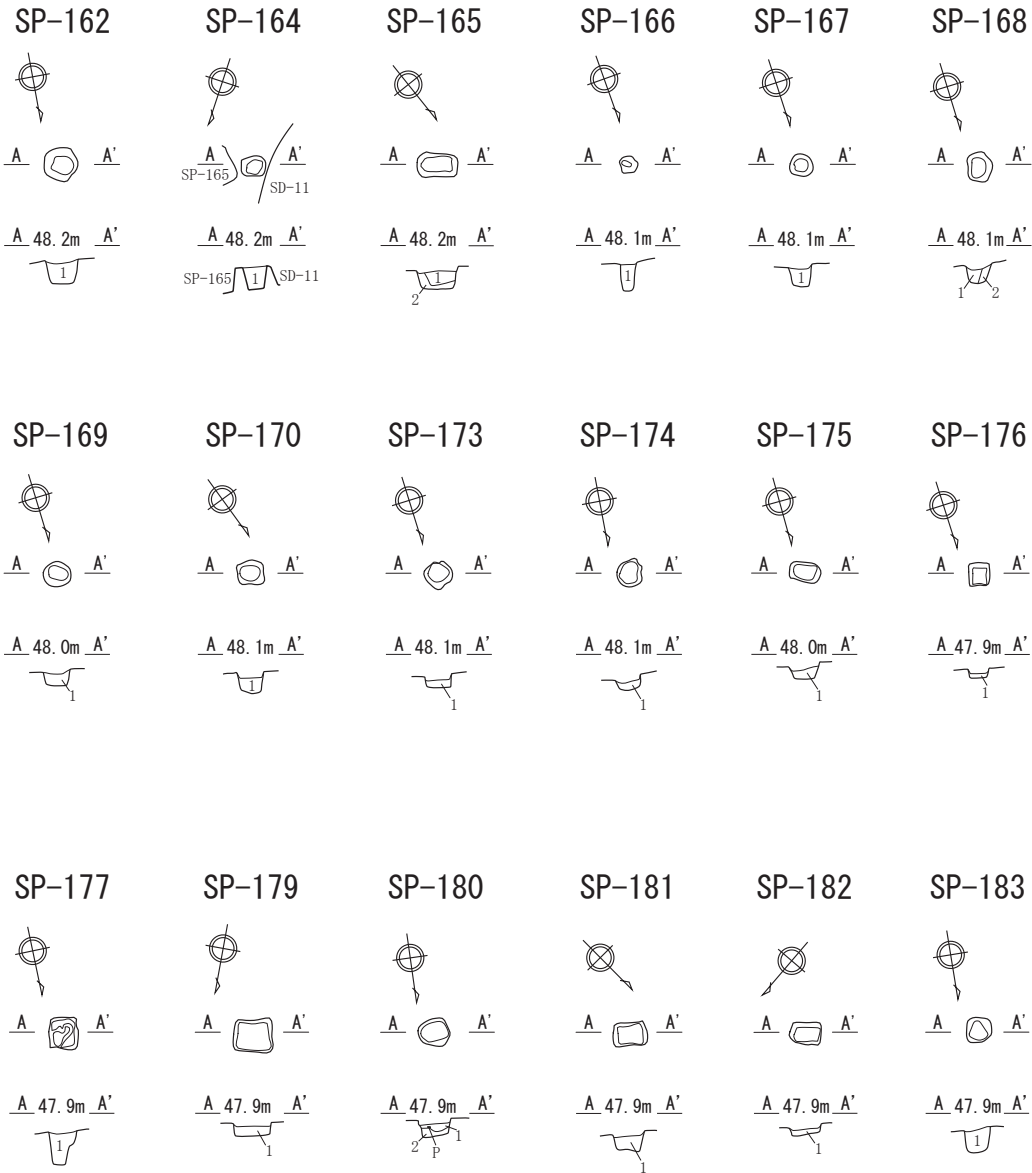 SP-162 SP-164 SP-165 SP-166 SP-167 SP-168
A A' A A' A A' A A' A A' A A'
SP-165 SD-11
A 48.2m A' A 48.2m A' A 48.2m A' A 48.1m A' A 48.1m A' A 48.1m A'
1 SP-165 1 SD-11 1 1 1
2 1 2
SP-169 SP-170 SP-173 SP-174 SP-175 SP-176
A A' A A' A A' A A' A A' A A'
A 48.0m A' A 48.1m A' A 48.1m A' A 48.1m A' A 48.0m A' A 47.9m A'
1 1 1 1 1 1
SP-177 SP-179 SP-180 SP-181 SP-182 SP-183
A A' A A' A A' A A' A A' A A'
A 47.9m A' A 47.9m A' A 47.9m A' A 47.9m A' A 47.9m A' A 47.9m A'
1 1 2 P 1 1 1 1